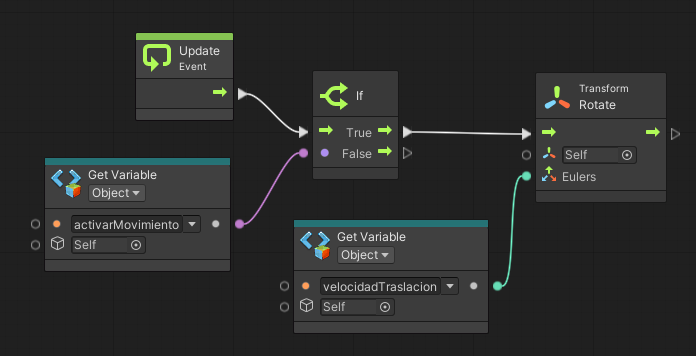 Update
Event
If
True
False
Transform
Rotate
Self
Eulers
Get Variable
Object
activarMovimiento
Self
Get Variable
Object
velocidadTraslacion
Self